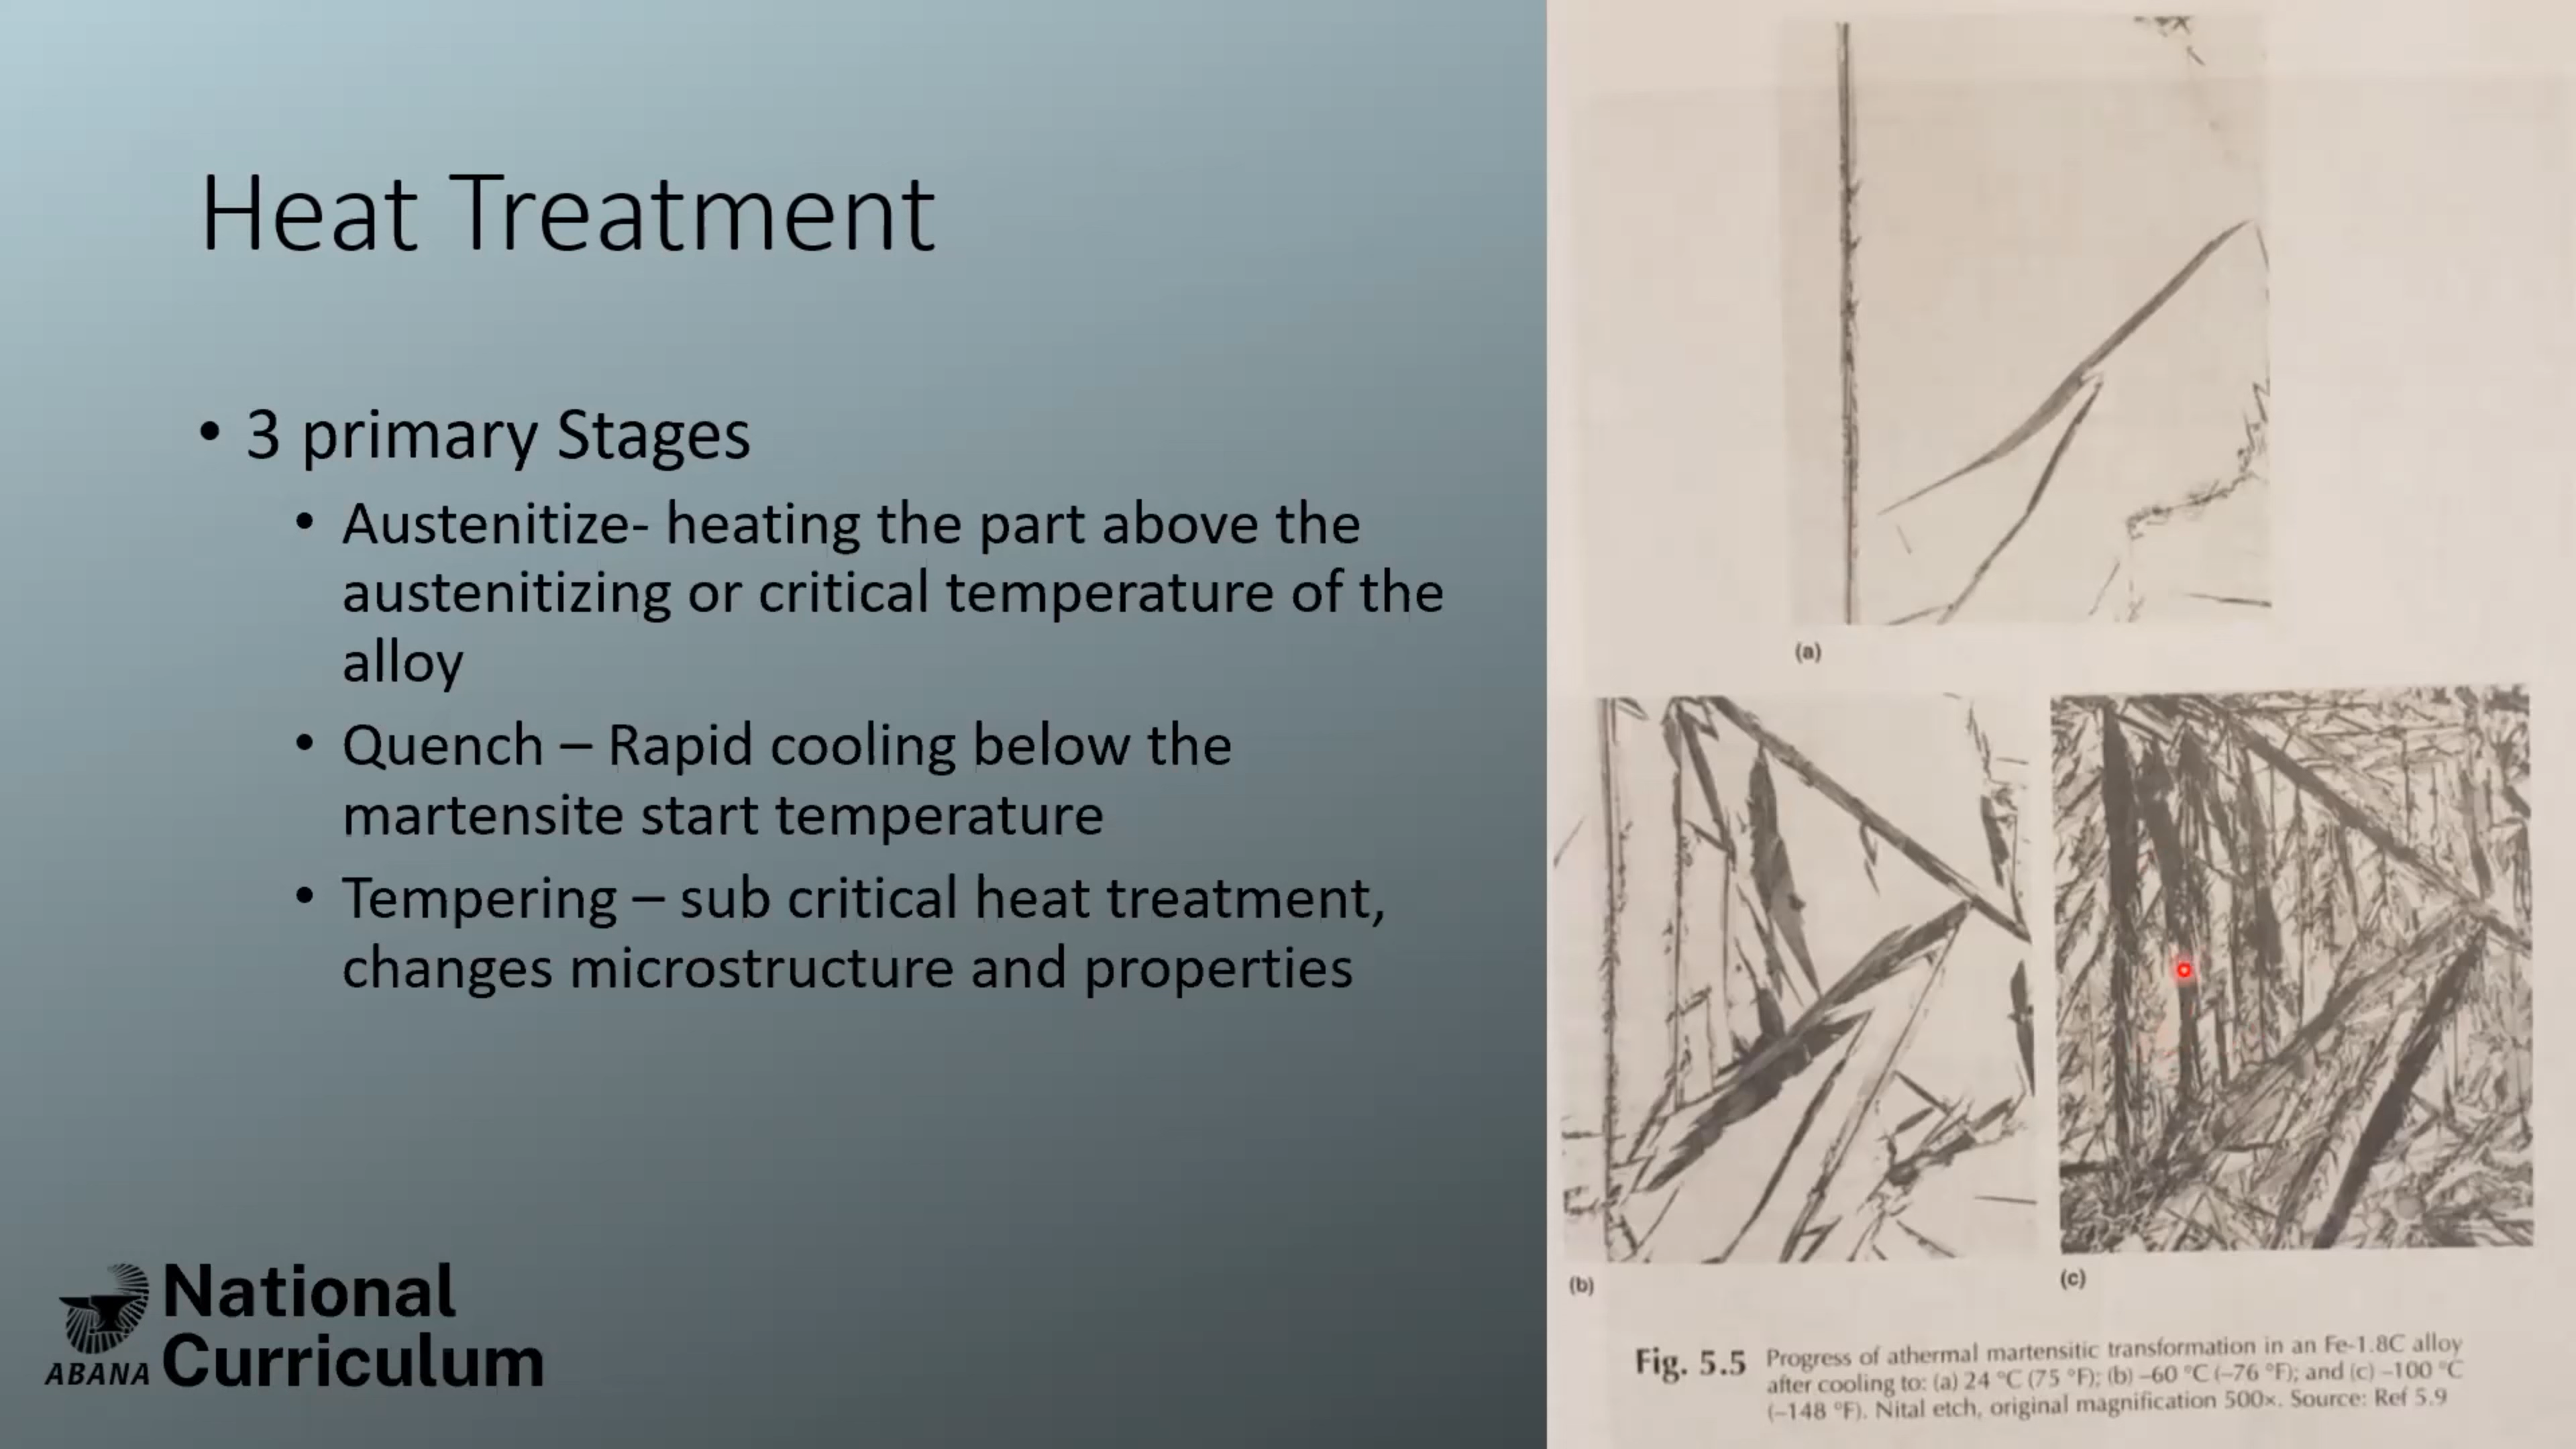 Heat Treatment
• 3 primary Stages
• Austenitize- heating the part above the
austenitizing or critical temperature of the
alloy
• Quench – Rapid cooling below the
martensite start temperature
• Tempering – sub critical heat treatment,
changes microstructure and properties
ABANA
National
Curriculum
(a)
(b)
(c)
Fig. 5.5 Progress of athermal martensitic transformation in an Fe-1.8C alloy
after cooling to: (a) 24 °C (75 °F); (b) –60 °C (–76 °F); and (c) –100 °C
(–148 °F). Nital etch, original magnification 500×. Source: Ref 5.9